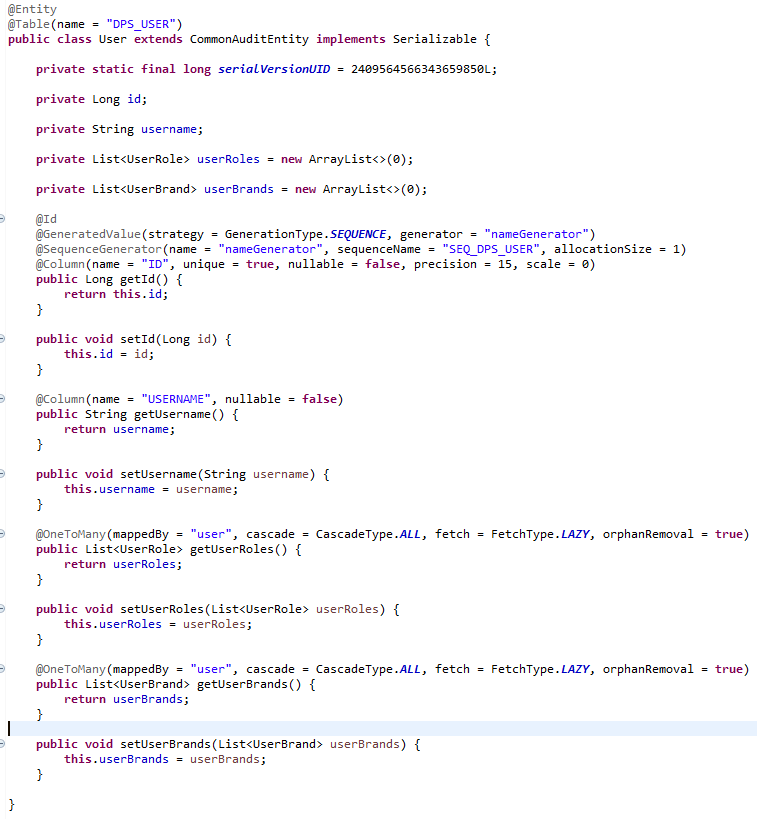 @Entity
@Table(name = "DPS_USER")
public class User extends CommonAuditEntity implements Serializable {
private static final long serialVersionUID = 2409564566343659850L;
private Long id;
private String username;
private List<UserRole> userRoles = new ArrayList<>(0);
private List<UserBrand> userBrands = new ArrayList<>(0);
@Id
@GeneratedValue(strategy = GenerationType.SEQUENCE, generator = "nameGenerator")
@SequenceGenerator(name = "nameGenerator", sequenceName = "SEQ_DPS_USER", allocationSize = 1)
@Column(name = "ID", unique = true, nullable = false, precision = 15, scale = 0)
public Long getId() {
return this.id;
}
public void setId(Long id) {
this.id = id;
}
@Column(name = "USERNAME", nullable = false)
public String getUsername() {
return username;
}
public void setUsername(String username) {
this.username = username;
}
@OneToMany(mappedBy = "user", cascade = CascadeType.ALL, fetch = FetchType.LAZY, orphanRemoval = true)
public List<UserRole> getUserRoles() {
return userRoles;
}
public void setUserRoles(List<UserRole> userRoles) {
this.userRoles = userRoles;
}
@OneToMany(mappedBy = "user", cascade = CascadeType.ALL, fetch = FetchType.LAZY, orphanRemoval = true)
public List<UserBrand> getUserBrands() {
return userBrands;
}
public void setUserBrands(List<UserBrand> userBrands) {
this.userBrands = userBrands;
}
}